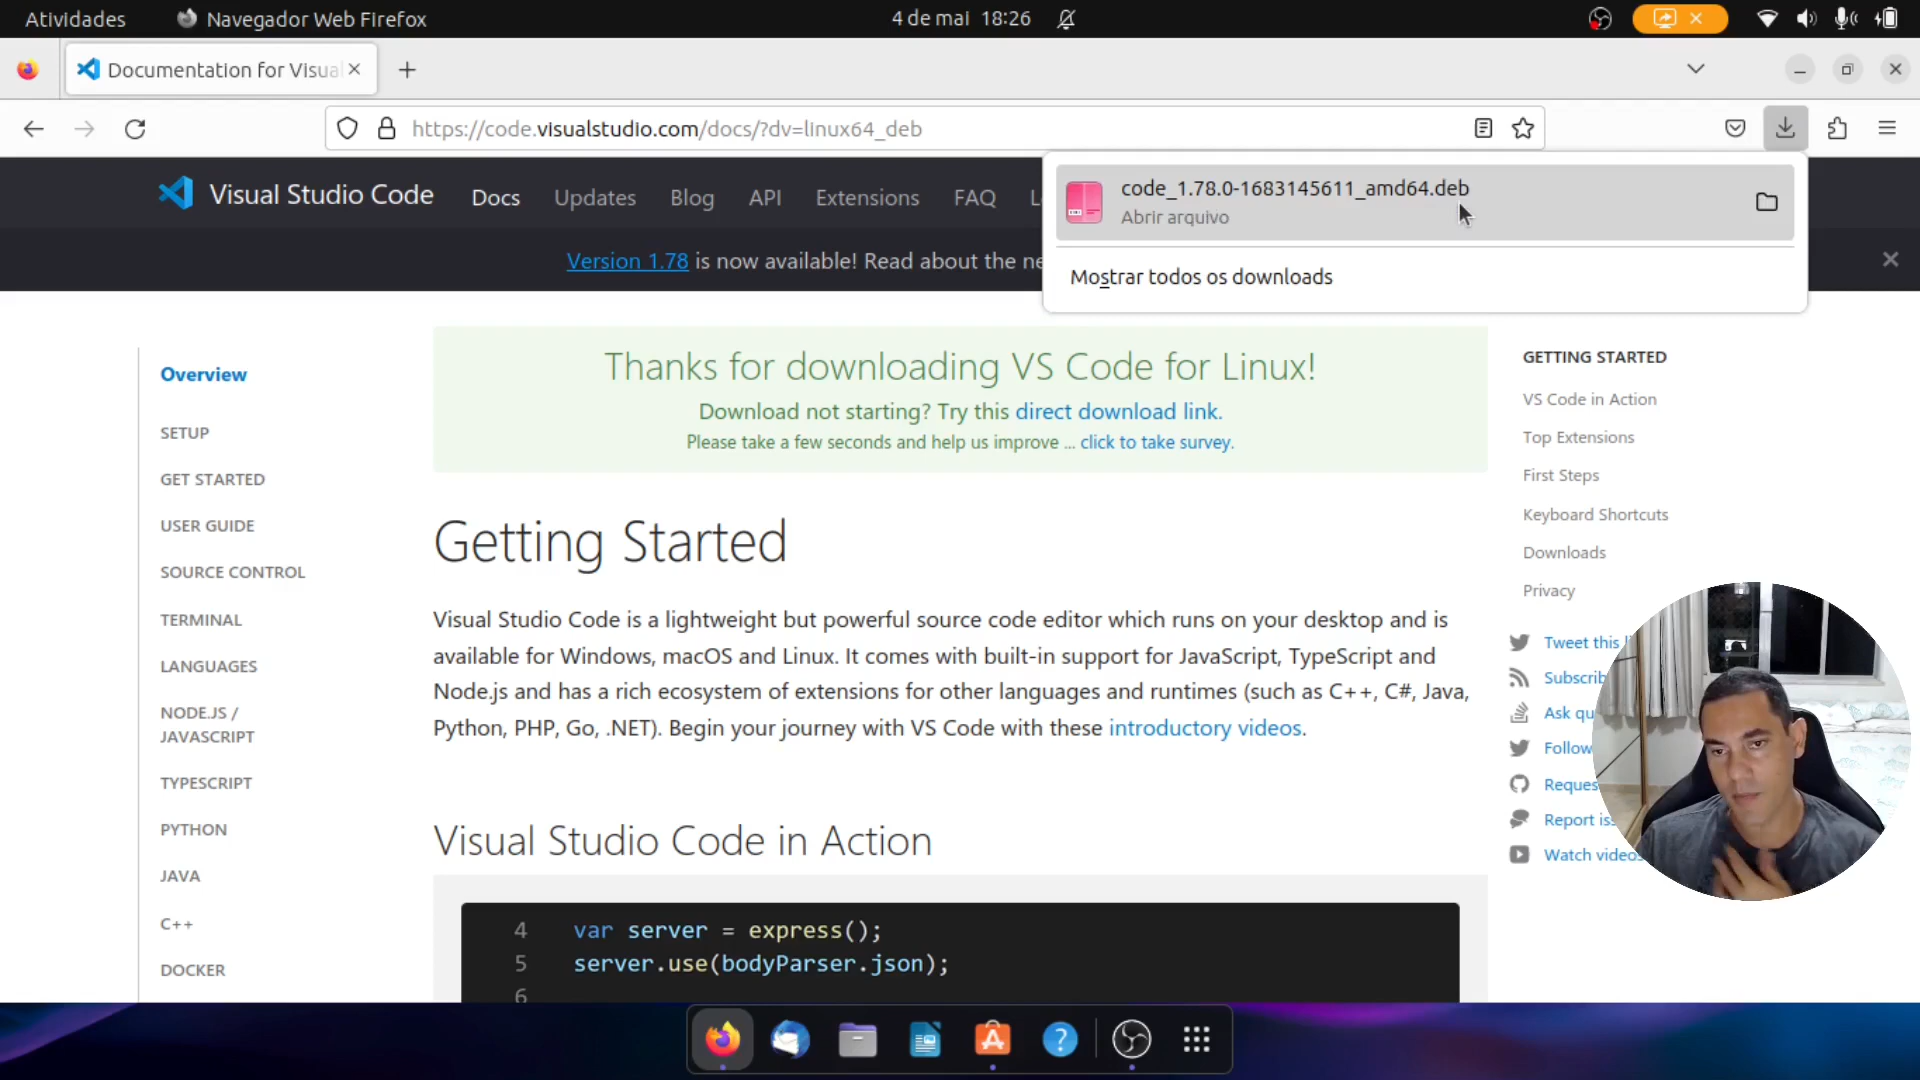 Atividades
Navegador Web Firefox
4 de mai 18:26
Documentation for Visua
https://code.visualstudio.com/docs/?dv=linux64_deb
code_1.78.0-1683145611_amd64.deb
Abrir arquivo
Mostrar todos os downloads
Visual Studio Code
Docs
Updates
Blog
API
Extensions
FAQ
Version 1.78 is now available! Read about the ne
Thanks for downloading VS Code for Linux!
Download not starting? Try this direct download link.
Please take a few seconds and help us improve ... click to take survey.
Overview
SETUP
GET STARTED
USER GUIDE
SOURCE CONTROL
TERMINAL
LANGUAGES
NODE.JS /
JAVASCRIPT
TYPESCRIPT
PYTHON
JAVA
C++
DOCKER
Getting Started
Visual Studio Code is a lightweight but powerful source code editor which runs on your desktop and is
available for Windows, macOS and Linux. It comes with built-in support for JavaScript, TypeScript and
Node.js and has a rich ecosystem of extensions for other languages and runtimes (such as C++, C#, Java,
Python, PHP, Go, .NET). Begin your journey with VS Code with these introductory videos.
Visual Studio Code in Action
4 var server = express();
5 server.use(bodyParser.json);
6
GETTING STARTED
VS Code in Action
Top Extensions
First Steps
Keyboard Shortcuts
Downloads
Privacy
Tweet this
Subscrib
Ask qu
Follow
Reques
Report is
Watch videos